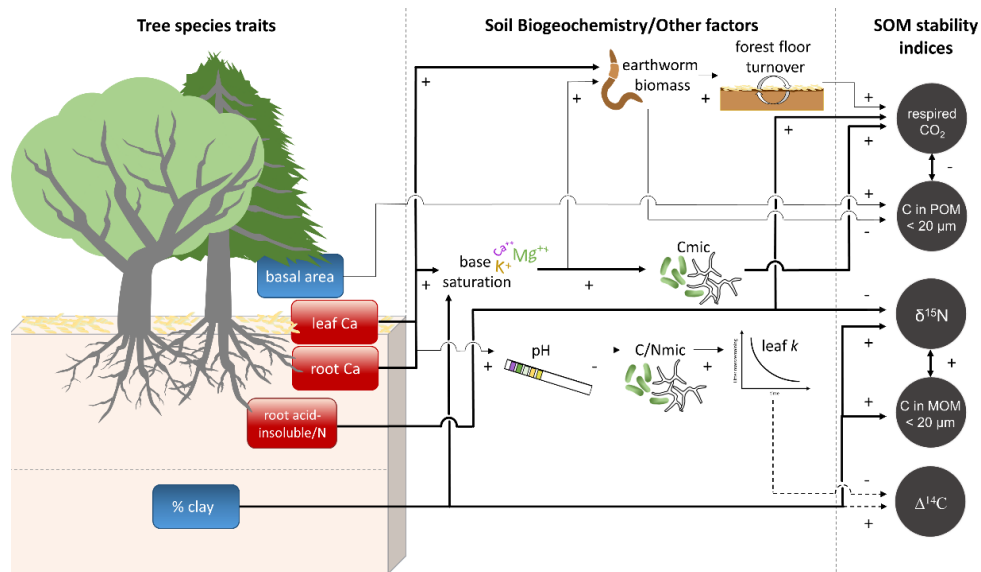 Tree species traits
Soil Biogeochemistry/Other factors
SOM stability
indices
earthworm
biomass
forest floor
turnover
+
+
+
+
+
+
respired
CO₂
-
basal area
+
C in POM
< 20 µm
-
base
saturation
Ca⁺⁺
K⁺
Mg⁺⁺
+
+
Cmic
leaf Ca
-
δ¹⁵N
+
root Ca
pH
+
-
C/Nmic
+
leaf k
Time
+
root acid-
insoluble/N
+
C in MOM
< 20 µm
% clay
-
Δ¹⁴C
+